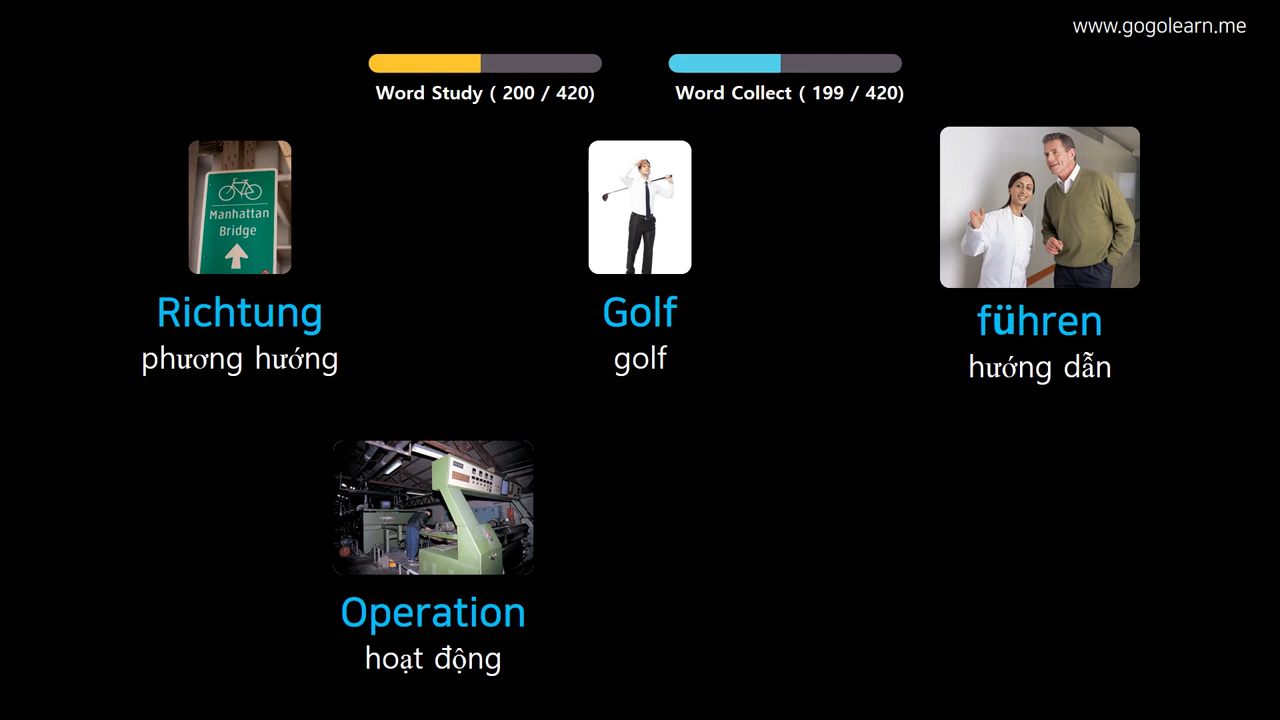 www.gogolearn.me
Word Study ( 200 / 420)
Word Collect ( 199 / 420)
Manhattan
Bridge
Richtung
phương hướng
Golf
golf
führen
hướng dẫn
Operation
hoạt động